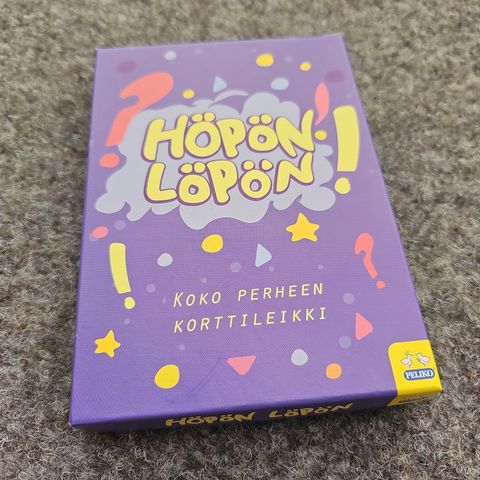 HÖPÖN
LÖPÖN
KOKO PERHEEN
KORTTILEIKKI
PELIKO
HÖPÖN LÖPÖN